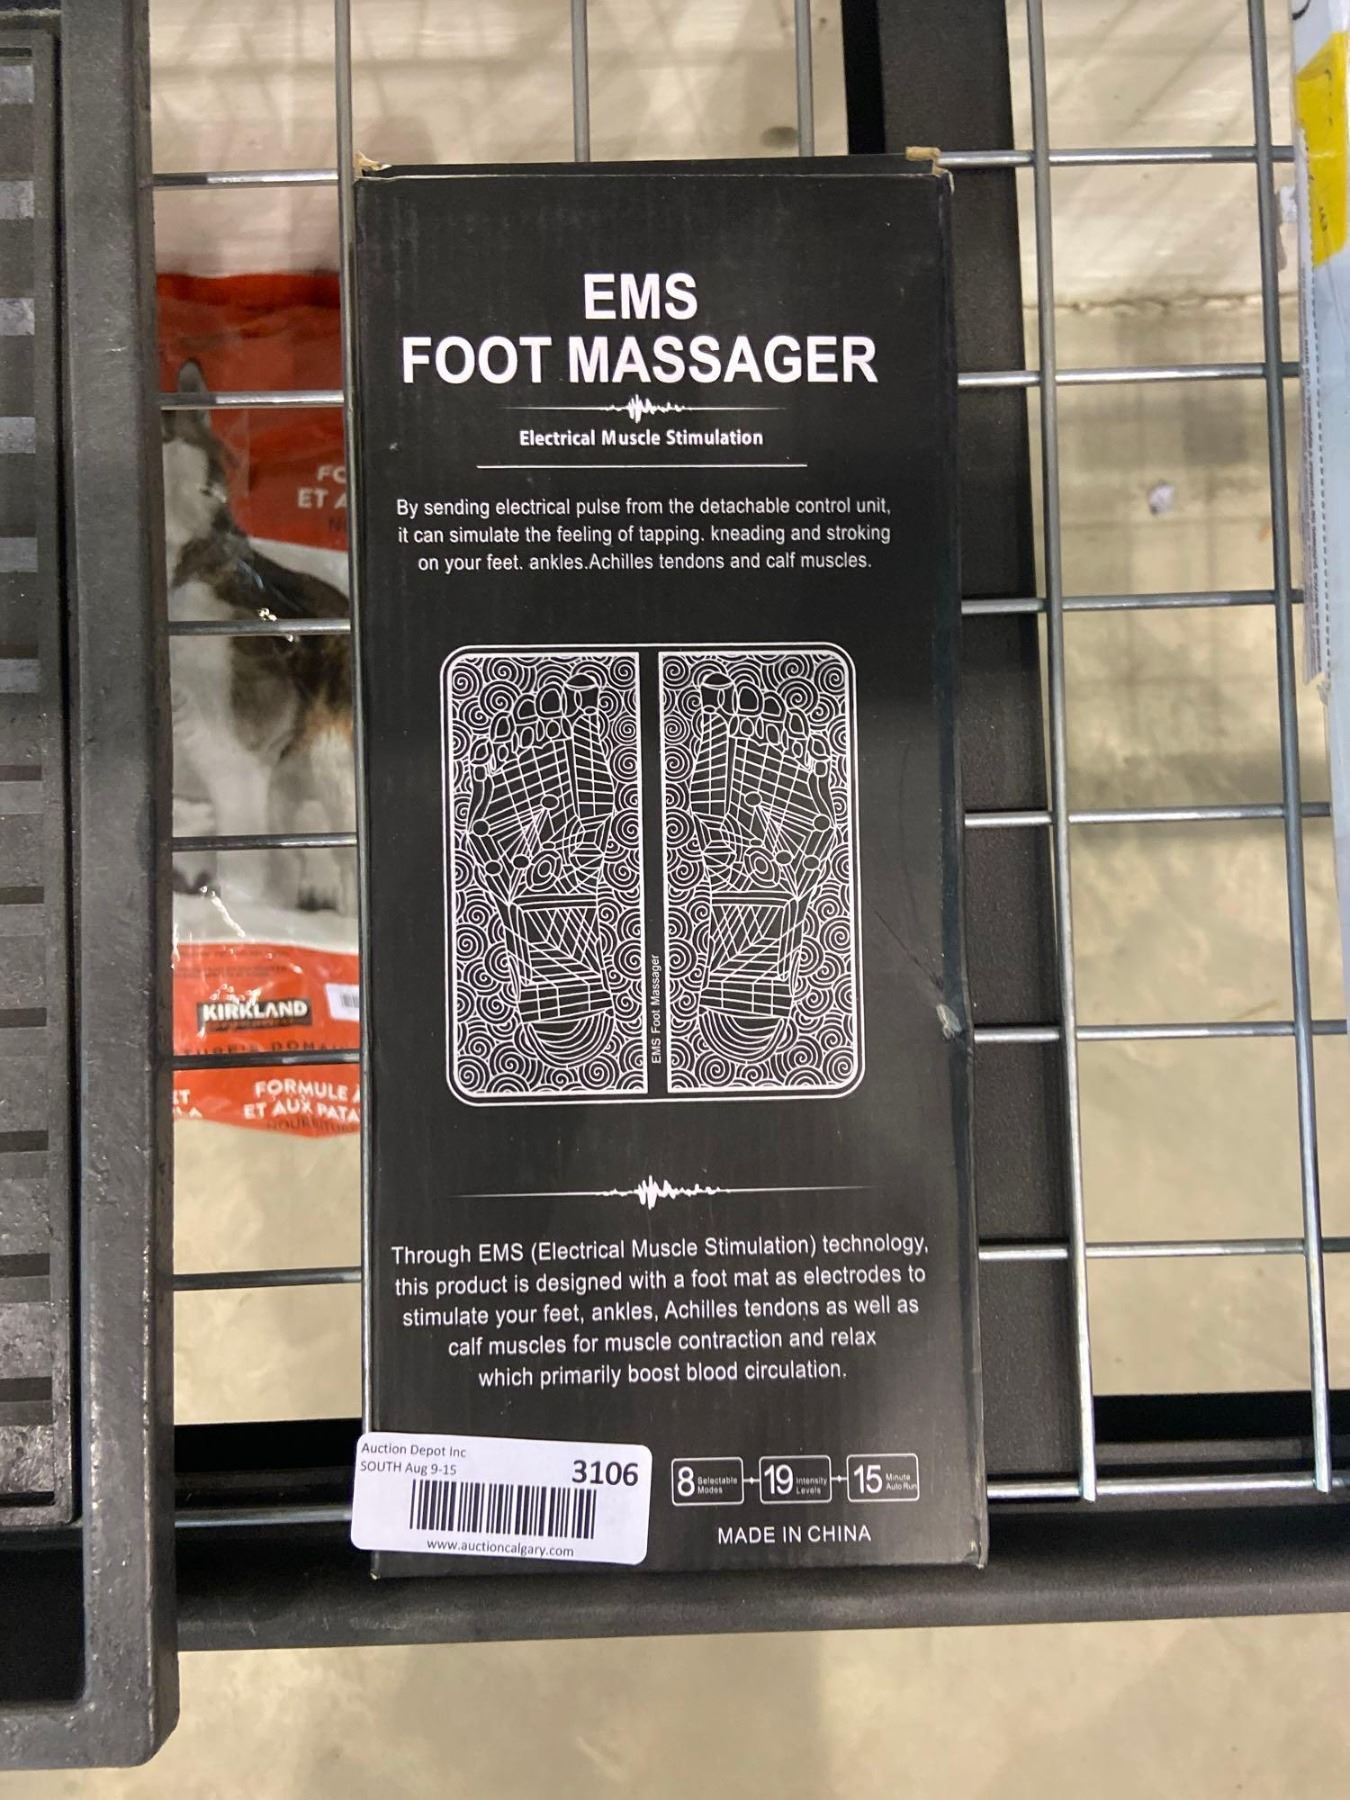 EMS
FOOT MASSAGER
Electrical Muscle Stimulation
By sending electrical pulse from the detachable control unit,
it can simulate the feeling of tapping. kneading and stroking
on your feet. ankles.Achilles tendons and calf muscles.
EMS Foot Massager
Through EMS (Electrical Muscle Stimulation) technology,
this product is designed with a foot mat as electrodes to
stimulate your feet, ankles, Achilles tendons as well as
calf muscles for muscle contraction and relax
which primarily boost blood circulation.
8 Selectable Modes
19 Intensity Levels
15 Minute Auto Run
MADE IN CHINA
Auction Depot Inc
SOUTH Aug 9-15
3106
www.auctioncalgary.com
ET
KIRKLAND
FORMULE
ET AUX